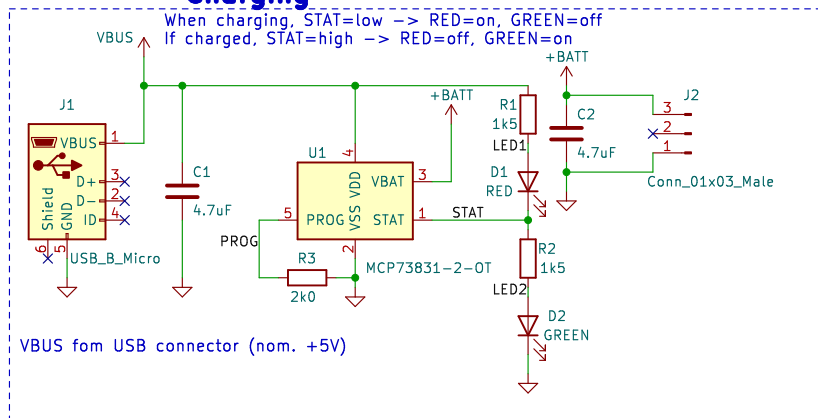 Charging
When charging, STAT=low -> RED=on, GREEN=off
If charged, STAT=high -> RED=off, GREEN=on
VBUS
+BATT
J1
+BATT
R1
1k5
C2
4.7uF
J2
3
2
1
Conn_01x03_Male
LED1
VBUS 1
D+ 3
D- 2
ID 4
Shield
GND
6
5
USB_B_Micro
C1
4.7uF
U1
4
VDD
VBAT 3
5 PROG
STAT 1
VSS
2
STAT
D1
RED
PROG
R3
2k0
MCP73831-2-OT
R2
1k5
LED2
D2
GREEN
VBUS fom USB connector (nom. +5V)